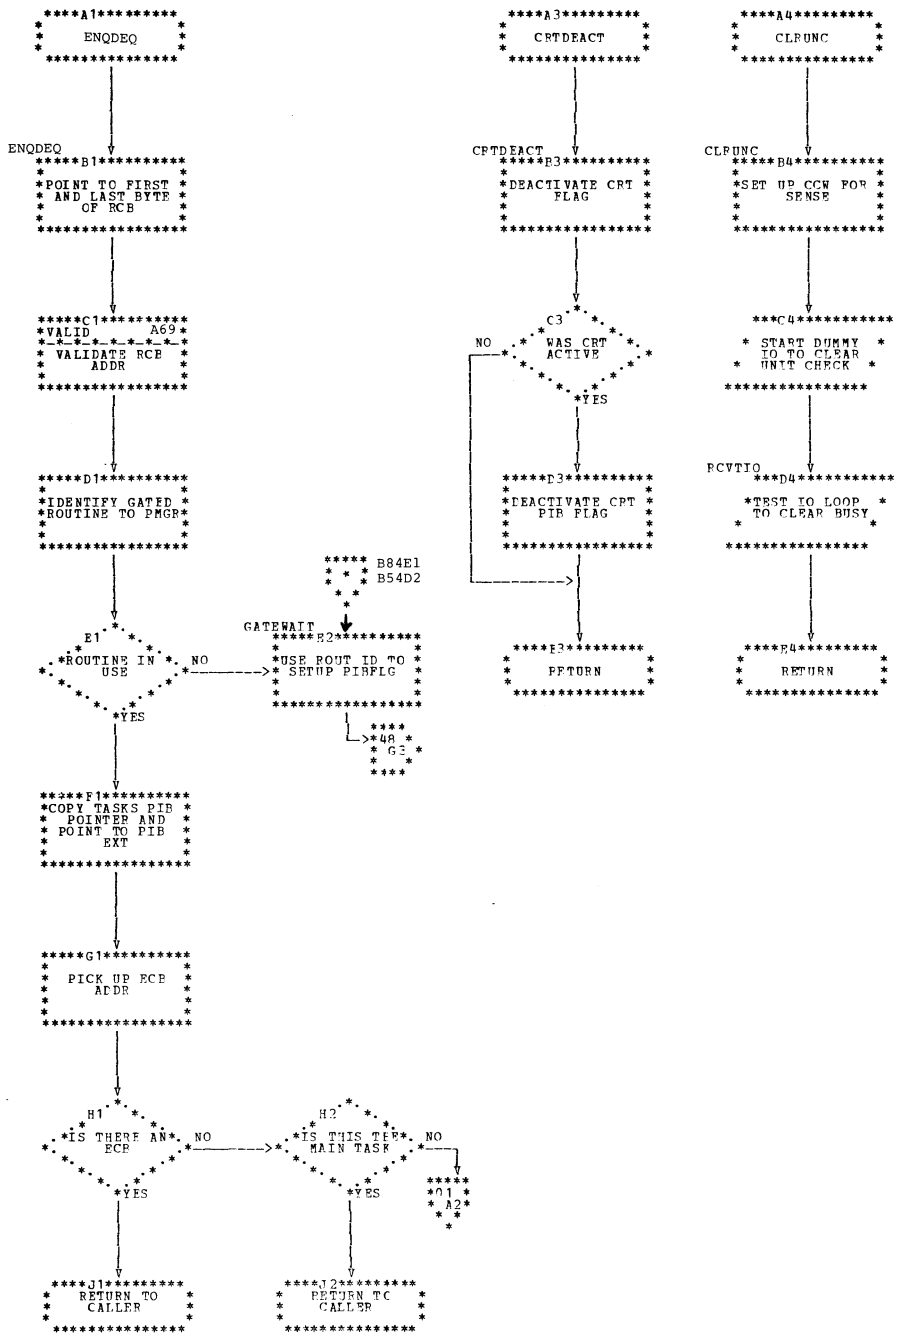 A1
ENQDEQ
ENQDEQ
B1
POINT TO FIRST
AND LAST BYTE
OF RCB
C1
VALID A69
VALIDATE RCB
ADDR
D1
IDENTIFY GATED
ROUTINE TO PMGR
E1
ROUTINE IN
USE
NO
YES
B84E1
B54D2
GATEWAIT
E2
USE ROUT ID TO
SETUP PIBFLG
48
G3
F1
COPY TASKS PIB
POINTER AND
POINT TO PIB
EXT
G1
PICK UP ECB
ADDR
H1
IS THERE AN
ECB
NO
YES
H2
IS THIS THE
MAIN TASK
NO
YES
01
A2
J1
RETURN TO
CALLER
J2
RETURN TO
CALLER
A3
CRTDEACT
CRTDEACT
B3
DEACTIVATE CRT
FLAG
C3
WAS CRT
ACTIVE
NO
YES
D3
DEACTIVATE CRT
PIB FLAG
E3
RETURN
A4
CLRUNC
CLRUNC
B4
SET UP CCW FOR
SENSE
C4
START DUMMY
IO TO CLEAR
UNIT CHECK
RCVTIO
D4
TEST IO LOOP
TO CLEAR BUSY
E4
RETURN